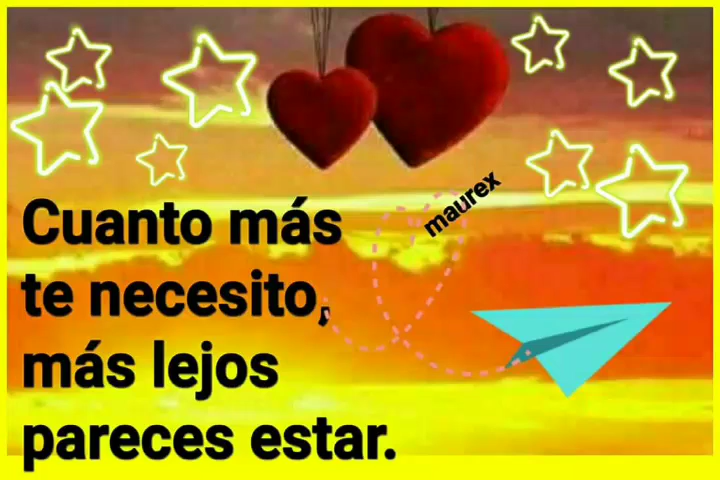 maurex
Cuanto más
te necesito,
más lejos
pareces estar.